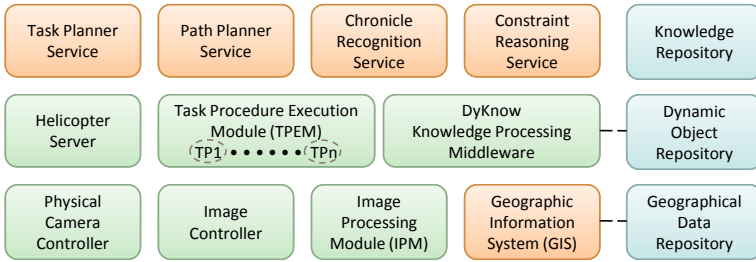 Task Planner
Service
Path Planner
Service
Chronicle
Recognition
Service
Constraint
Reasoning
Service
Knowledge
Repository
Helicopter
Server
Task Procedure Execution
Module (TPEM)
TP1 • • • • • • TPn
DyKnow
Knowledge Processing
Middleware
Dynamic
Object
Repository
Physical
Camera
Controller
Image
Controller
Image
Processing
Module (IPM)
Geographic
Information
System (GIS)
Geographical
Data
Repository